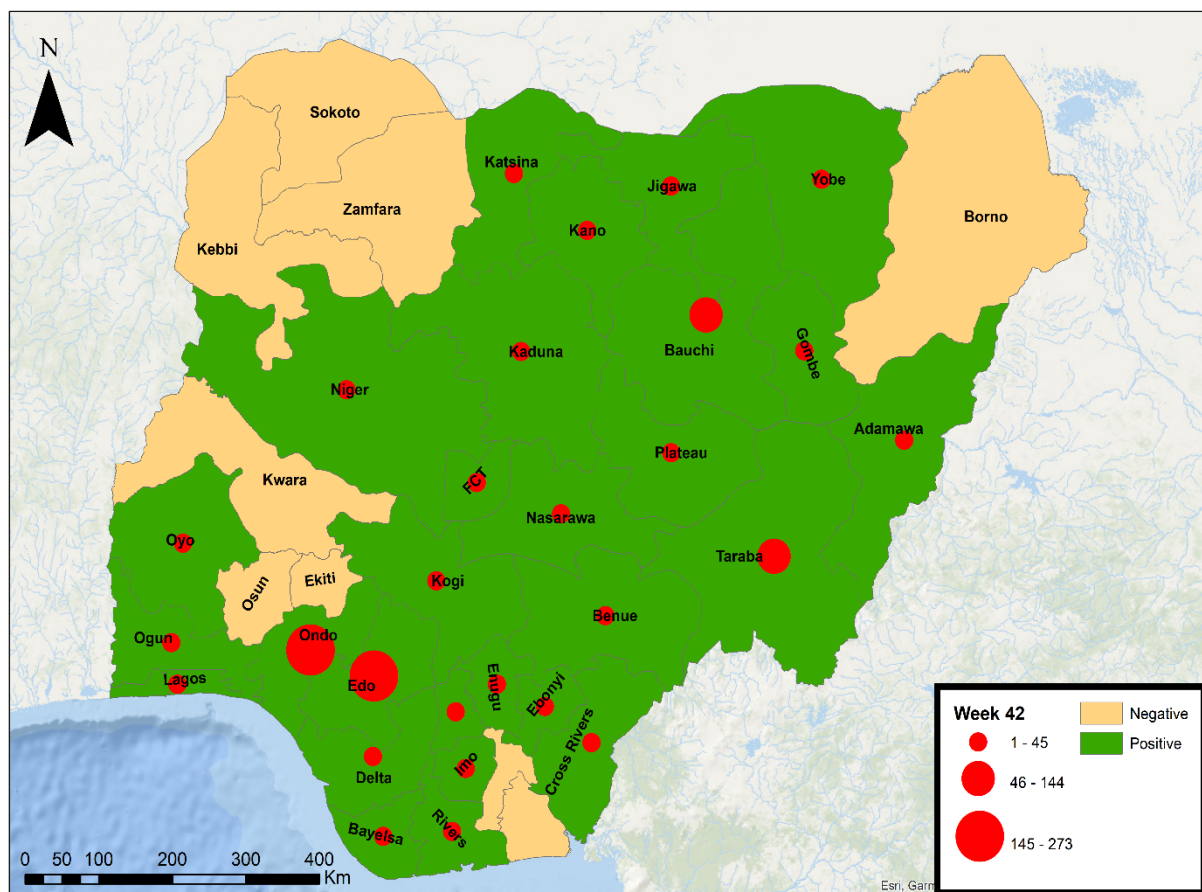 N
Sokoto
Katsina
Jigawa
Yobe
Zamfara
Borno
Kano
Kebbi
Kaduna
Bauchi
Gombe
Niger
Adamawa
Plateau
Kwara
FCT
Nasarawa
Oyo
Taraba
Osun
Ekiti
Kogi
Benue
Ogun
Ondo
Lagos
Edo
Enugu
Ebonyi
Cross Rivers
Imo
Delta
Bayelsa
Rivers
Week 42
1 - 45
46 - 144
145 - 273
Negative
Positive
0 50 100 200 300 400
Km
Esri,